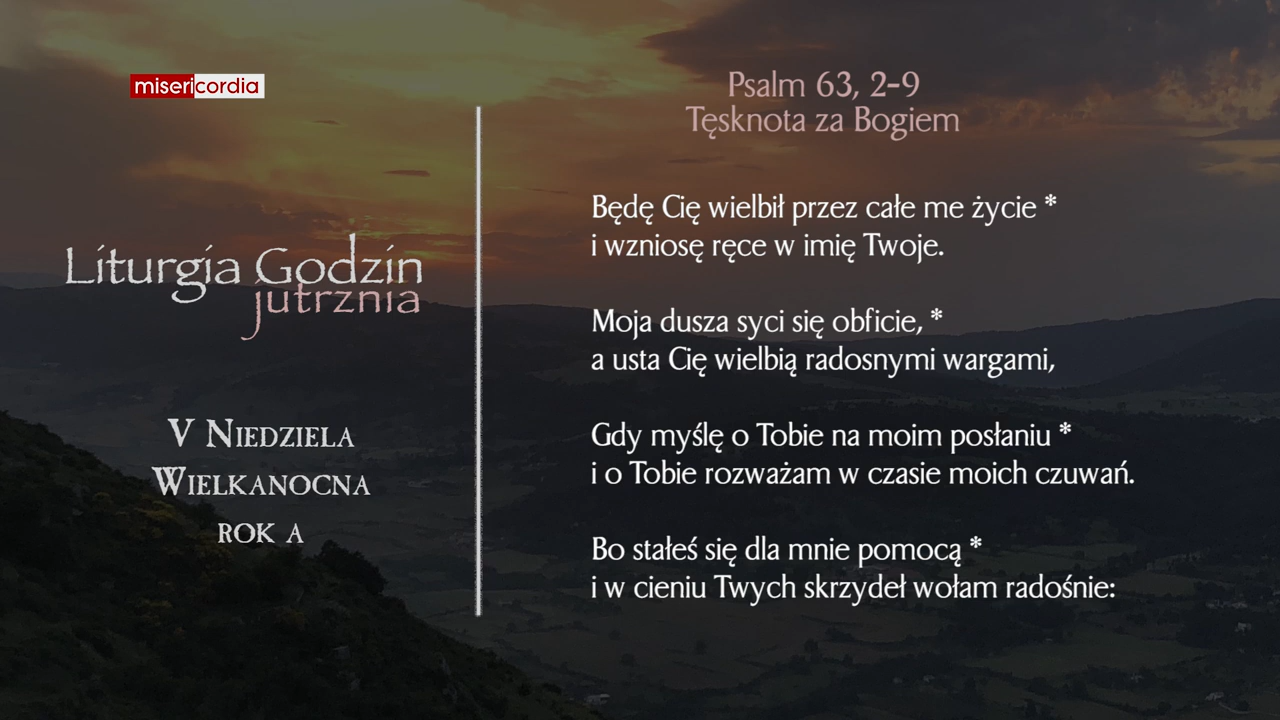 misericordia
Liturgia Godzin
jutrznia
V Niedziela
Wielkanocna
rok a
Psalm 63, 2-9
Tęsknota za Bogiem
Będę Cię wielbił przez całe me życie *
i wzniosę ręce w imię Twoje.
Moja dusza syci się obficie, *
a usta Cię wielbią radosnymi wargami,
Gdy myślę o Tobie na moim posłaniu *
i o Tobie rozważam w czasie moich czuwań.
Bo stałeś się dla mnie pomocą *
i w cieniu Twych skrzydeł wołam radośnie: